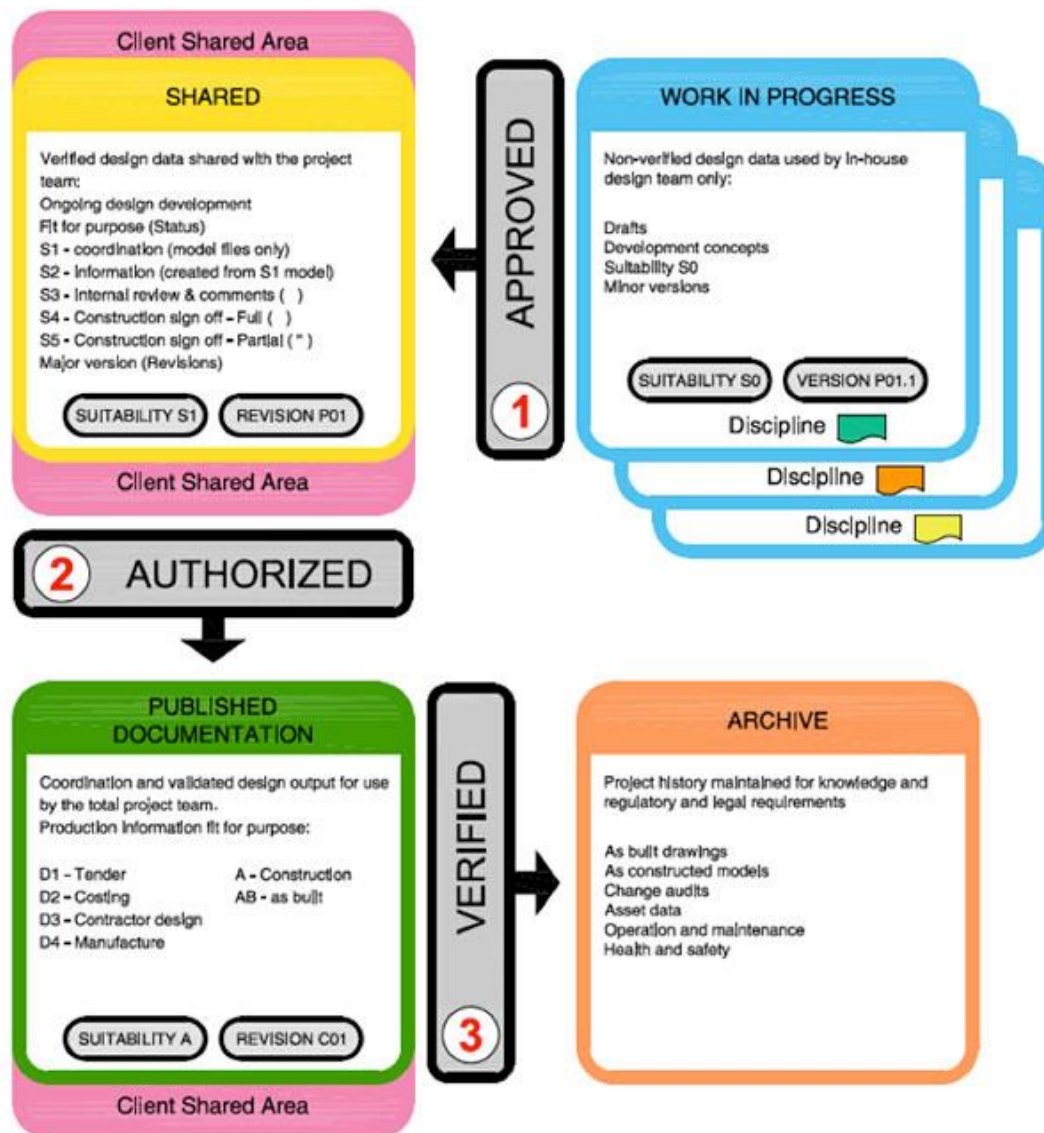 Client Shared Area
SHARED
Verified design data shared with the project
team:
Ongoing design development
Fit for purpose (Status)
S1 - coordination (model files only)
S2 - Information (created from S1 model)
S3 - Internal review & comments ( )
S4 - Construction sign off - Full ( )
S5 - Construction sign off - Partial ( " )
Major version (Revisions)
SUITABILITY S1
REVISION P01
Client Shared Area
APPROVED
1
WORK IN PROGRESS
Non-verified design data used by in-house
design team only:
Drafts
Development concepts
Suitability S0
Minor versions
SUITABILITY S0
VERSION P01.1
Discipline
Discipline
Discipline
2
AUTHORIZED
PUBLISHED
DOCUMENTATION
Coordination and validated design output for use
by the total project team.
Production information fit for purpose:
D1 - Tender
D2 - Costing
D3 - Contractor design
D4 - Manufacture
A - Construction
AB - as built
SUITABILITY A
REVISION C01
Client Shared Area
VERIFIED
3
ARCHIVE
Project history maintained for knowledge and
regulatory and legal requirements
As built drawings
As constructed models
Change audits
Asset data
Operation and maintenance
Health and safety